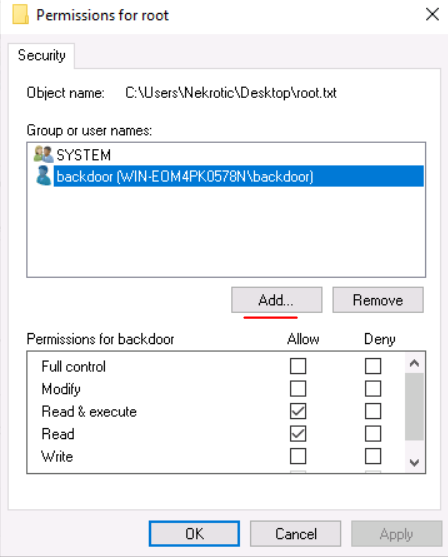 Permissions for root
Security
Object name: C:\Users\Nekrotic\Desktop\root.txt
Group or user names:
SYSTEM
backdoor (WIN-EOM4PK0578N\backdoor)
Add... Remove
Permissions for backdoor Allow Deny
Full control
Modify
Read & execute
Read
Write
OK Cancel Apply